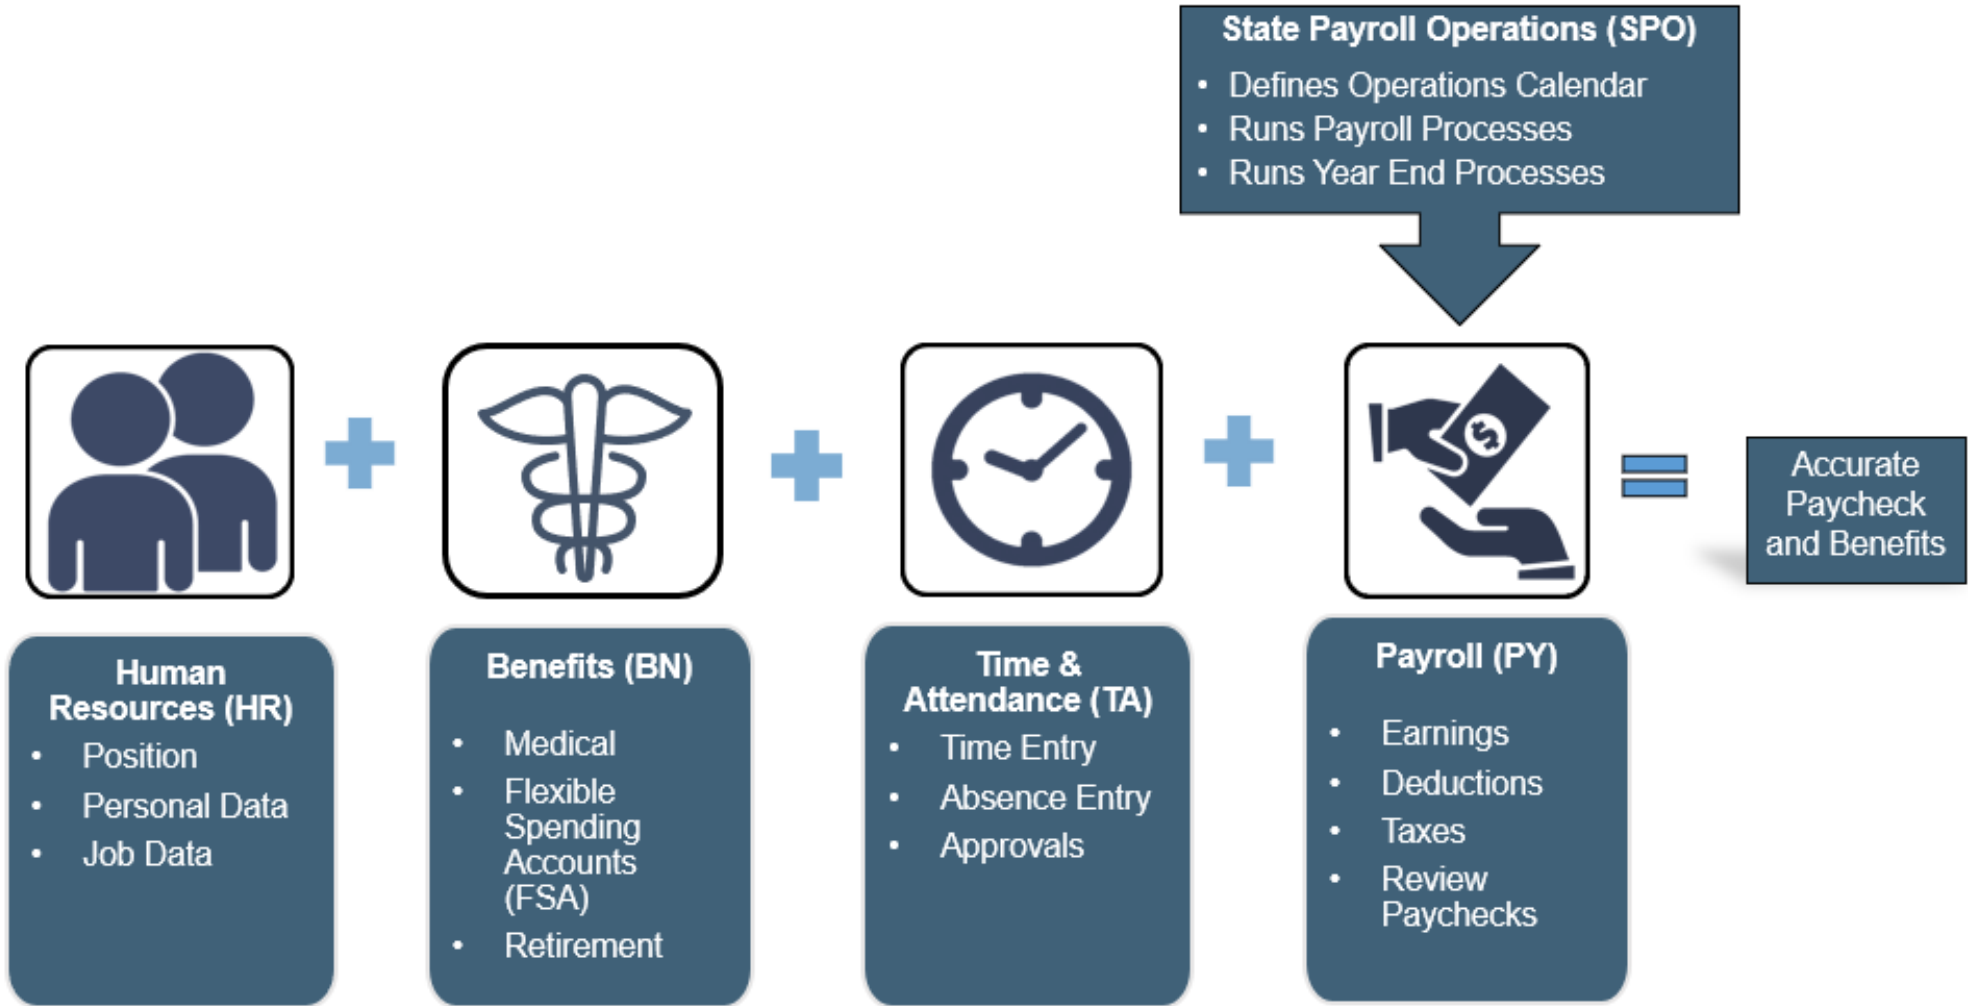 State Payroll Operations (SPO)
• Defines Operations Calendar
• Runs Payroll Processes
• Runs Year End Processes
$
Accurate
Paycheck
and Benefits
Human
Resources (HR)
• Position
• Personal Data
• Job Data
Benefits (BN)
• Medical
• Flexible
Spending
Accounts
(FSA)
• Retirement
Time &
Attendance (TA)
• Time Entry
• Absence Entry
• Approvals
Payroll (PY)
• Earnings
• Deductions
• Taxes
• Review
Paychecks